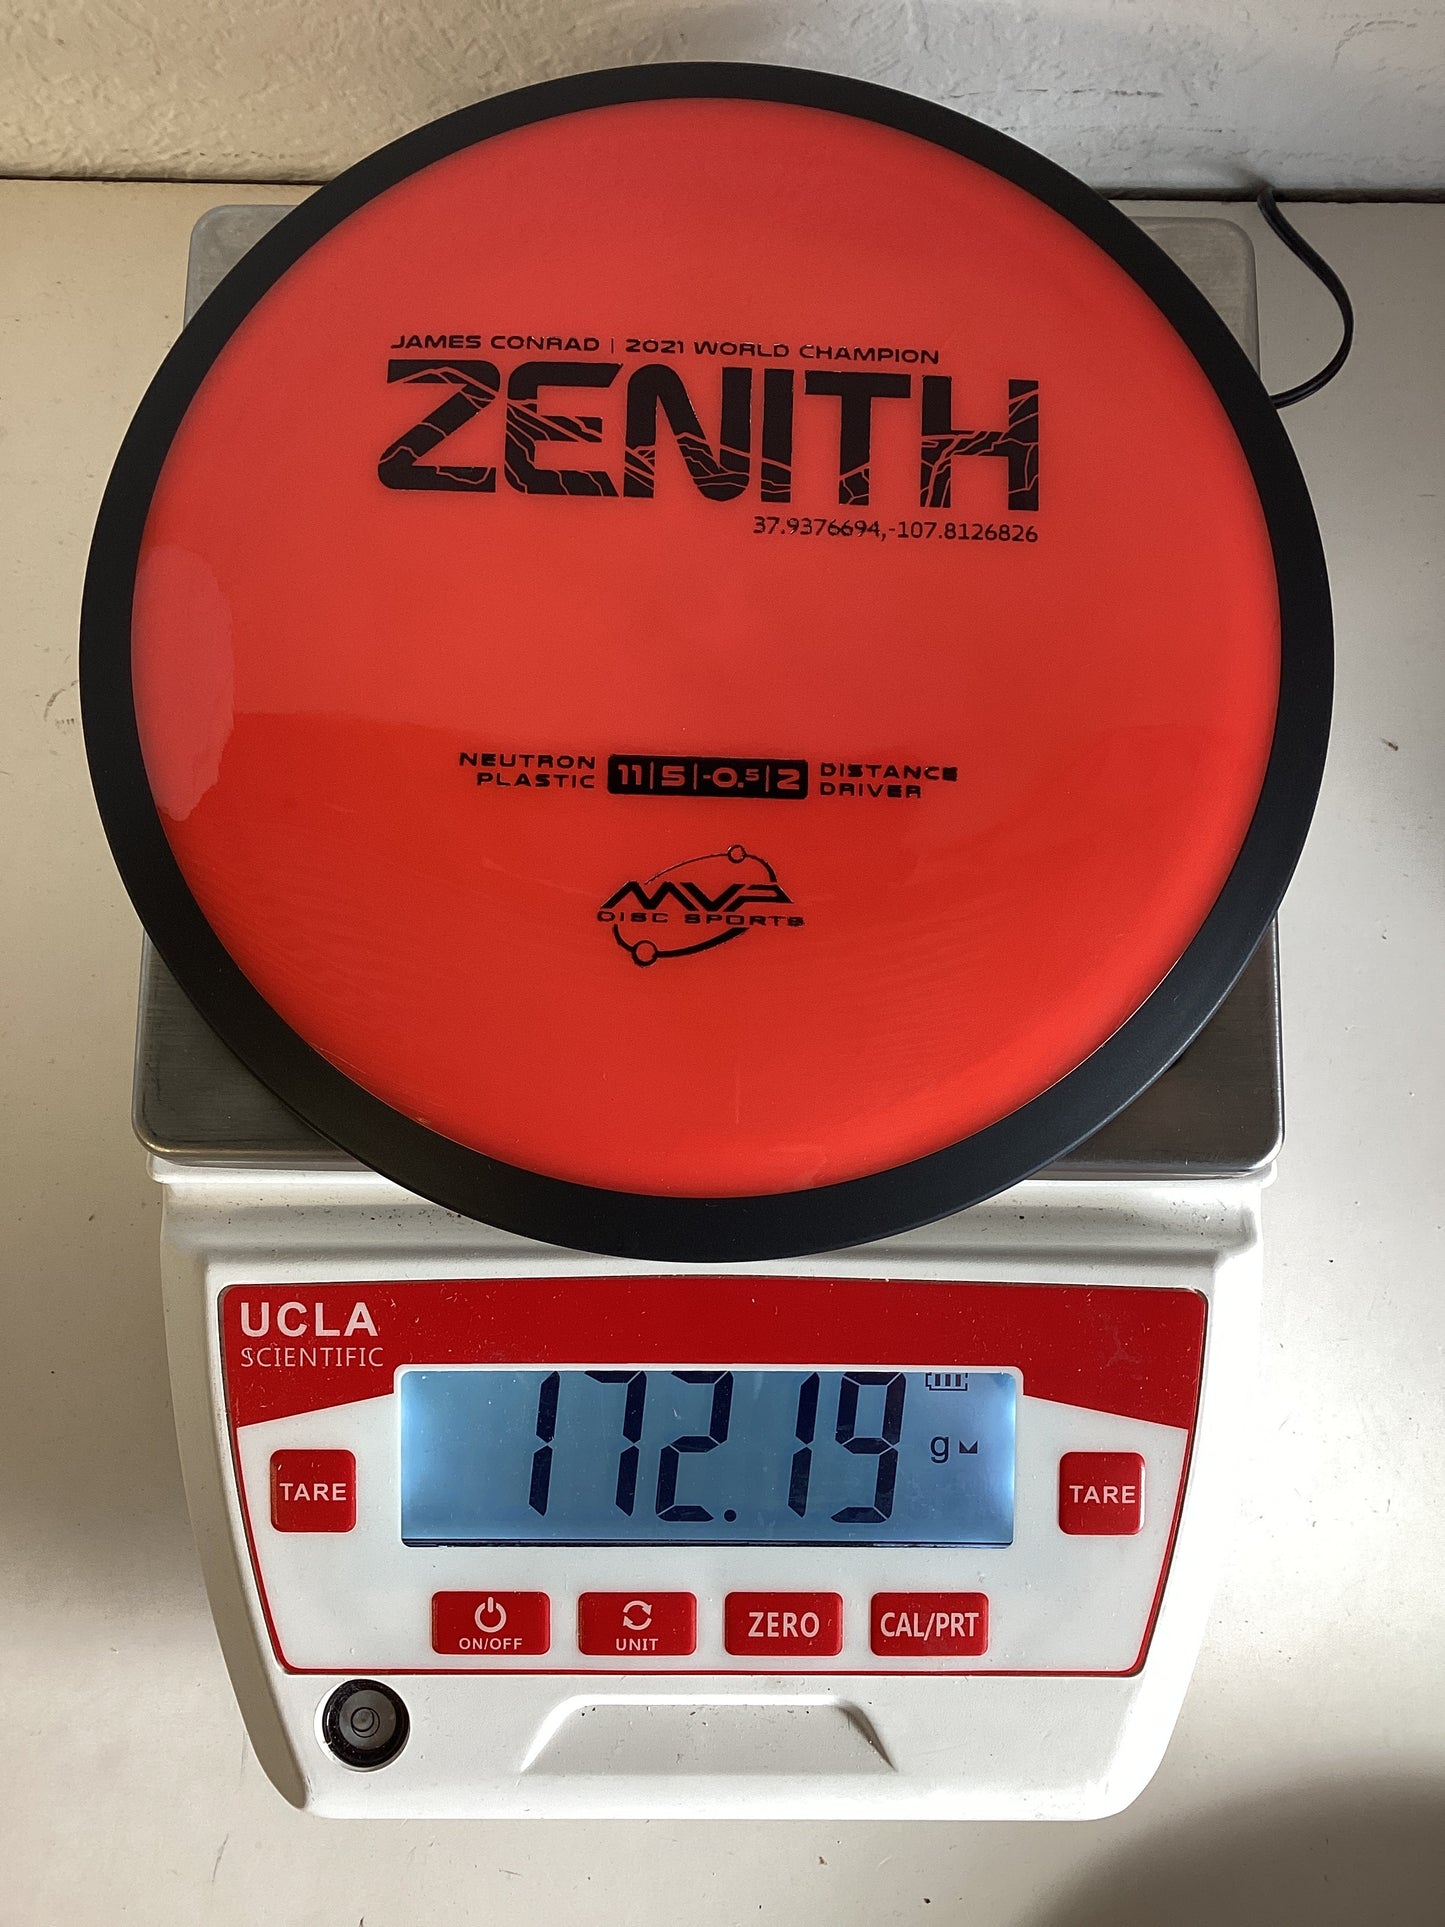 JAMES CONRAD | 2021 WORLD CHAMPION
ZENITH
37.9376694,-107.8126826
NEUTRON PLASTIC
11|5|-0.5|2
DISTANCE DRIVER
MVP
DISC SPORTS
UCLA
SCIENTIFIC
172.19 g
TARE
TARE
ON/OFF
UNIT
ZERO
CAL/PRT